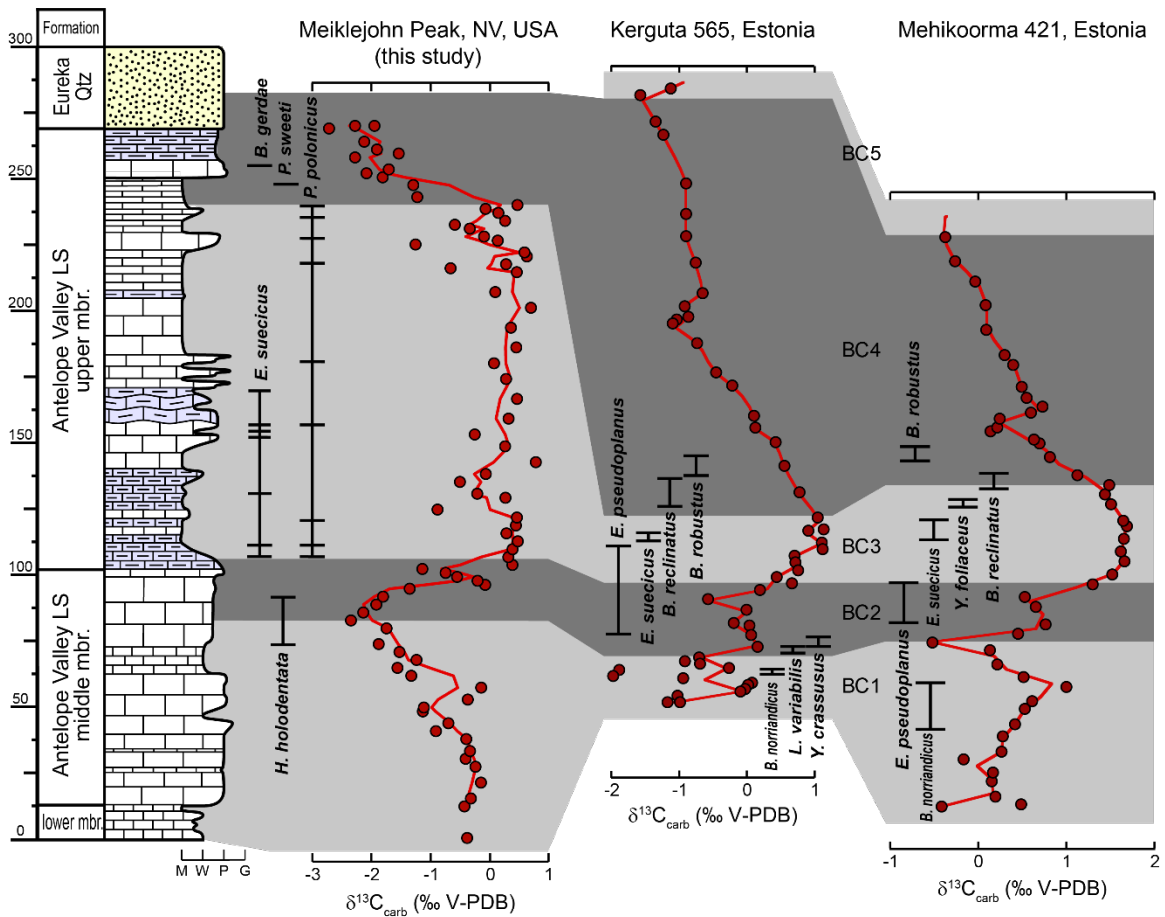 Formation
Meiklejohn Peak, NV, USA
(this study)
Kerguta 565, Estonia
Mehikoorma 421, Estonia
300
250
200
150
100
50
0
Eureka
Qtz
Antelope Valley LS
upper mbr.
Antelope Valley LS
middle mbr.
lower mbr.
M W P G
B. gerdae
P. sweeti
P. polonicus
E. suecicus
H. holodentata
-3 -2 -1 0 1
δ13Ccarb (‰ V-PDB)
E. pseudoplanus
E. suecicus
B. reclinatus
B. robustus
B. norriandicus
L. variabilis
Y. crassusus
-2 -1 0 1
δ13Ccarb (‰ V-PDB)
BC5
BC4
BC3
BC2
BC1
B. robustus
E. suecicus
Y. foliaceus
B. reclinatus
E. pseudoplanus
B. norriandicus
-1 0 1 2
δ13Ccarb (‰ V-PDB)